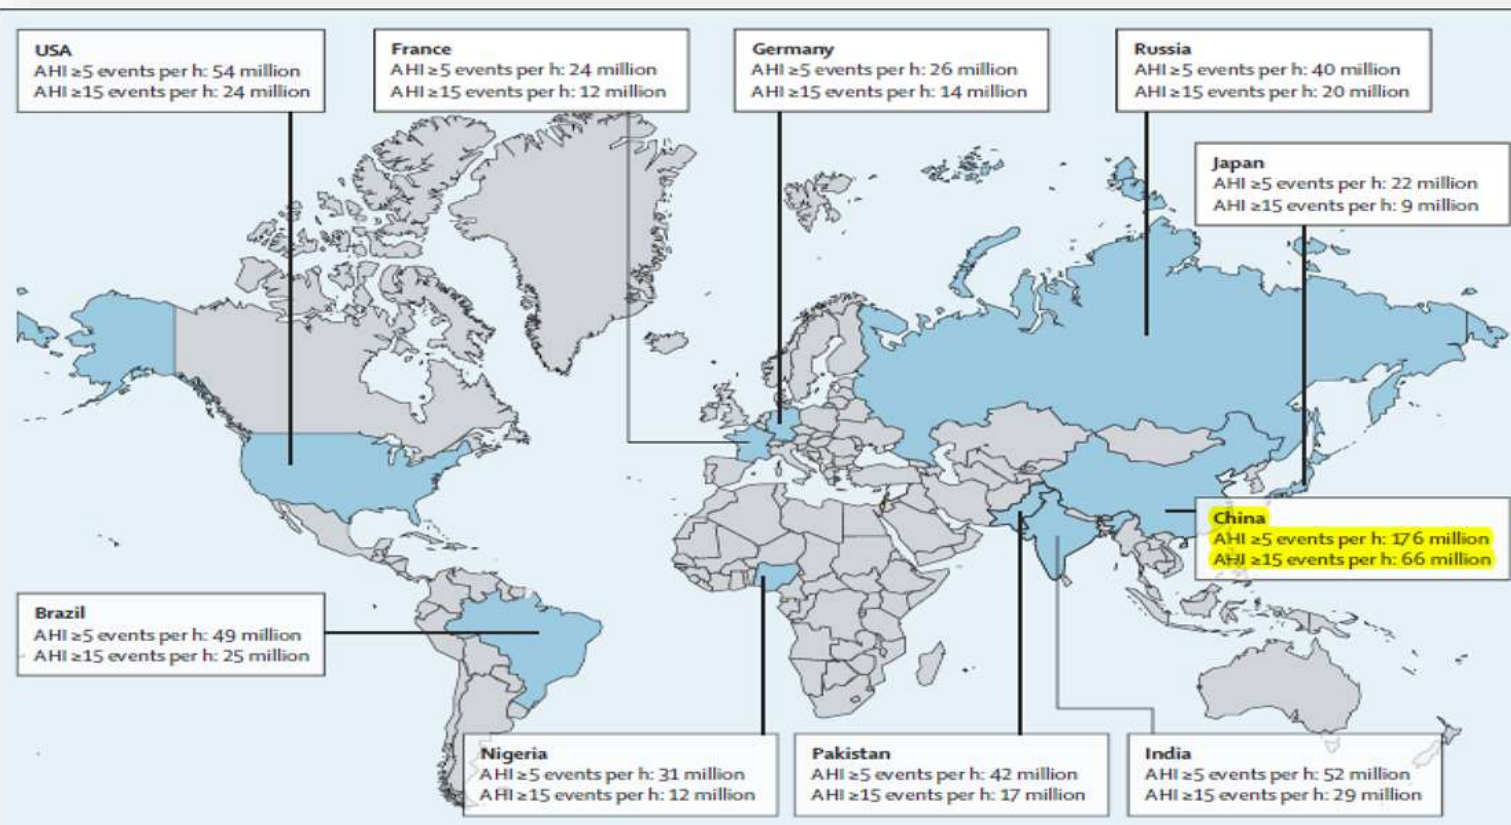 USA
AHI ≥5 events per h: 54 million
AHI ≥15 events per h: 24 million
France
AHI ≥5 events per h: 24 million
AHI ≥15 events per h: 12 million
Germany
AHI ≥5 events per h: 26 million
AHI ≥15 events per h: 14 million
Russia
AHI ≥5 events per h: 40 million
AHI ≥15 events per h: 20 million
Japan
AHI ≥5 events per h: 22 million
AHI ≥15 events per h: 9 million
China
AHI ≥5 events per h: 176 million
AHI ≥15 events per h: 66 million
Brazil
AHI ≥5 events per h: 49 million
AHI ≥15 events per h: 25 million
Nigeria
AHI ≥5 events per h: 31 million
AHI ≥15 events per h: 12 million
Pakistan
AHI ≥5 events per h: 42 million
AHI ≥15 events per h: 17 million
India
AHI ≥5 events per h: 52 million
AHI ≥15 events per h: 29 million